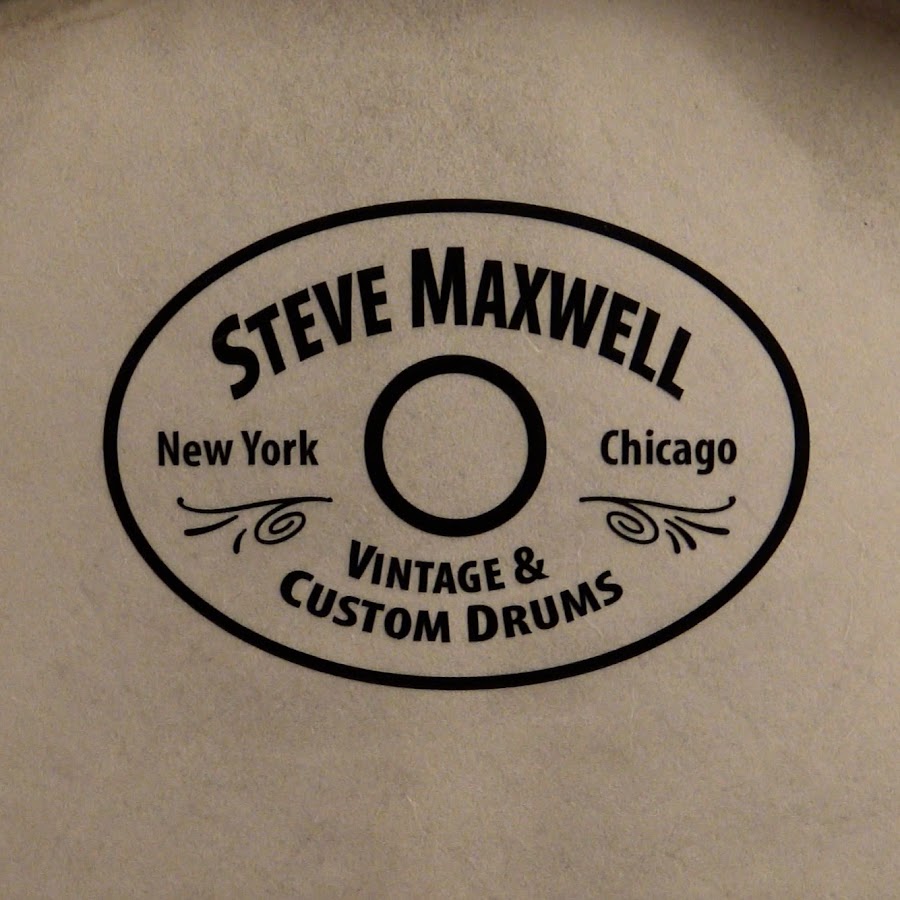 STEVE MAXWELL
New York
Chicago
VINTAGE &
CUSTOM DRUMS